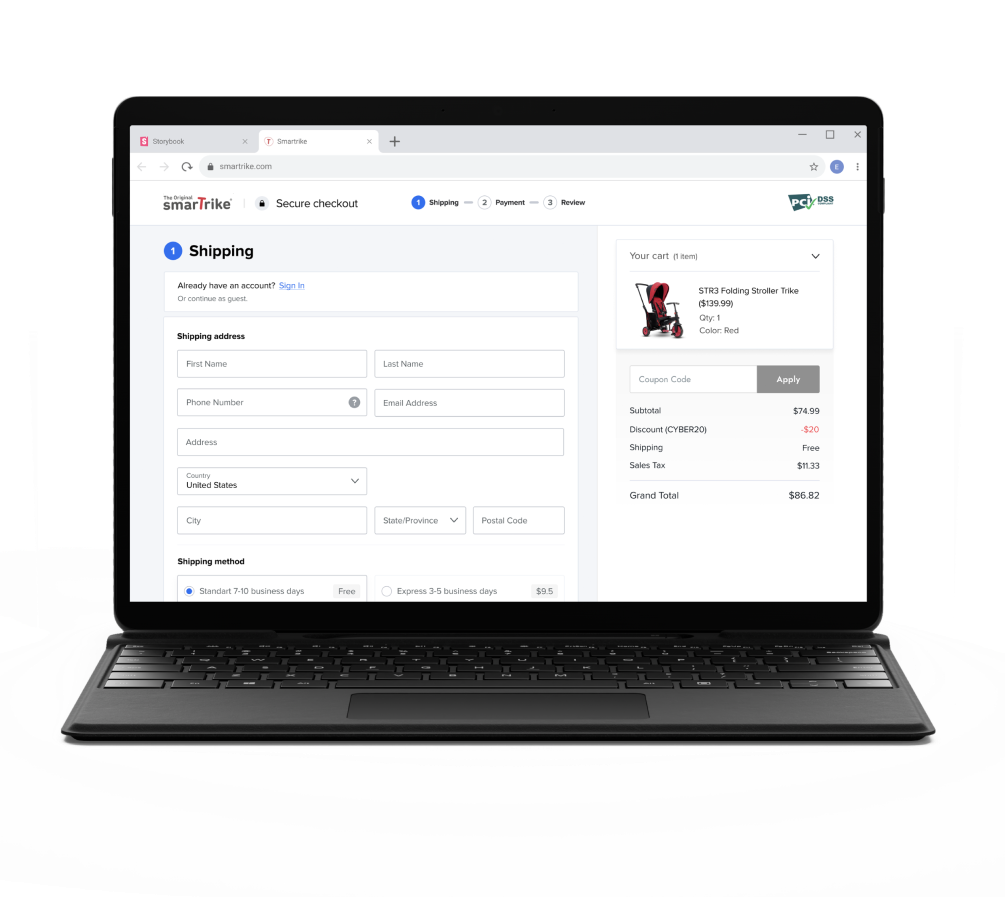 Storybook
Smartrike
smartrike.com
E
The Original
smarTrike
Secure checkout
1 Shipping
2 Payment
3 Review
PCI DSS
1 Shipping
Already have an account? Sign In
Or continue as guest.
Shipping address
First Name
Last Name
Phone Number ?
Email Address
Address
Country
United States
City
State/Province
Postal Code
Shipping method
Standart 7-10 business days Free
Express 3-5 business days $9.5
Your cart (1 item)
STR3 Folding Stroller Trike
($139.99)
Qty: 1
Color: Red
Coupon Code
Apply
Subtotal $74.99
Discount (CYBER20) -$20
Shipping Free
Sales Tax $11.33
Grand Total $86.82